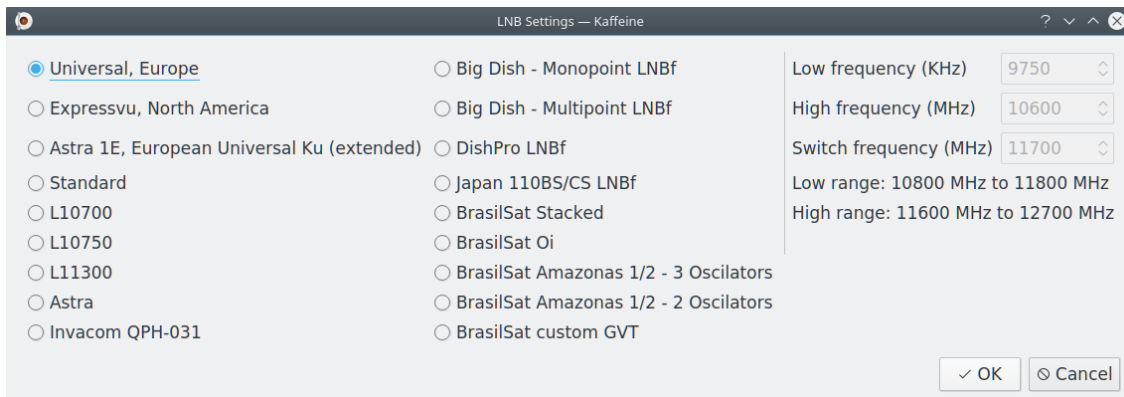 LNB Settings — Kaffeine
Universal, Europe
Expressvu, North America
Astra 1E, European Universal Ku (extended)
Standard
L10700
L10750
L11300
Astra
Invacom QPH-031
Big Dish - Monopoint LNBf
Big Dish - Multipoint LNBf
DishPro LNBf
Japan 110BS/CS LNBf
BrasilSat Stacked
BrasilSat Oi
BrasilSat Amazonas 1/2 - 3 Oscilators
BrasilSat Amazonas 1/2 - 2 Oscilators
BrasilSat custom GVT
Low frequency (KHz) 9750
High frequency (MHz) 10600
Switch frequency (MHz) 11700
Low range: 10800 MHz to 11800 MHz
High range: 11600 MHz to 12700 MHz
OK
Cancel